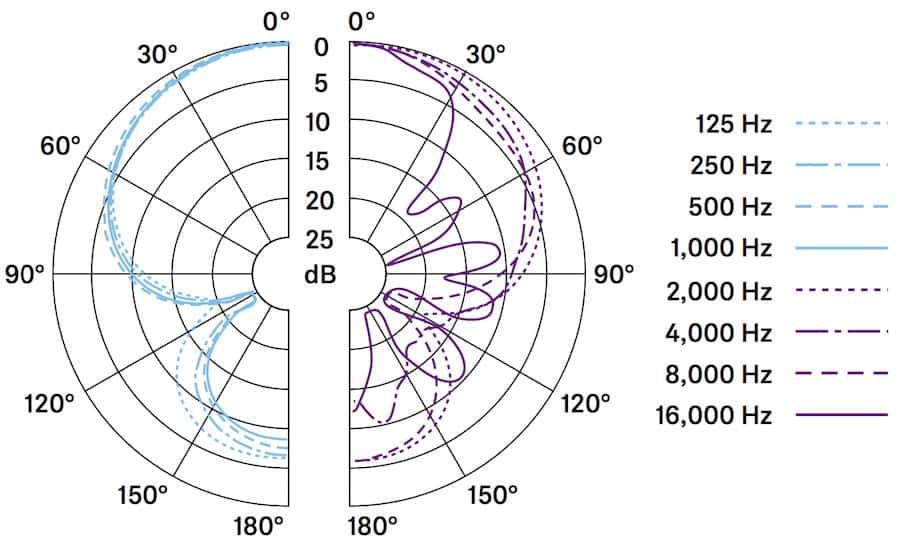 0° 0°
30° 0 30°
5
10
60° 60°
15
20
25
90° dB 90°
120° 120°
150° 150°
180° 180°
125 Hz
250 Hz
500 Hz
1,000 Hz
2,000 Hz
4,000 Hz
8,000 Hz
16,000 Hz